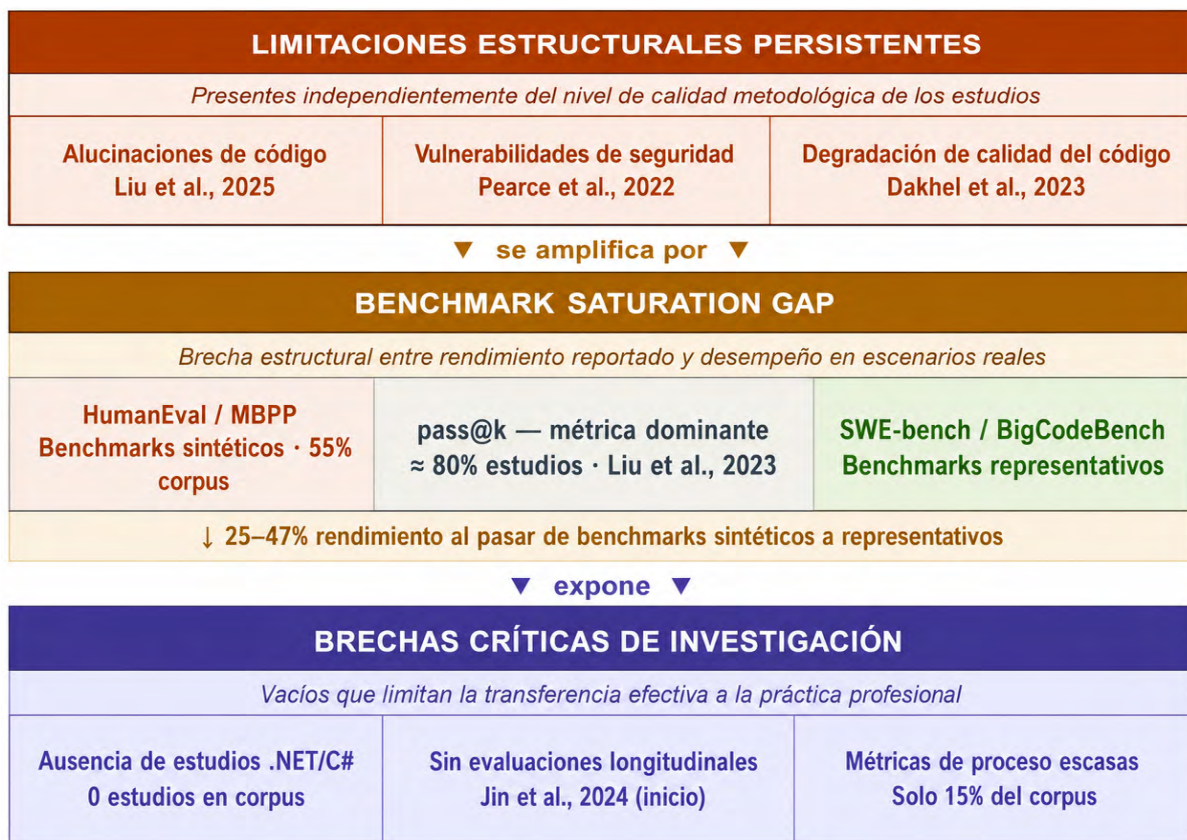 LIMITACIONES ESTRUCTURALES PERSISTENTES
Presentes independientemente del nivel de calidad metodológica de los estudios
Alucinaciones de código
Liu et al., 2025
Vulnerabilidades de seguridad
Pearce et al., 2022
Degradación de calidad del código
Dakhel et al., 2023
▼ se amplifica por ▼
BENCHMARK SATURATION GAP
Brecha estructural entre rendimiento reportado y desempeño en escenarios reales
HumanEval / MBPP
Benchmarks sintéticos · 55%
corpus
pass@k — métrica dominante
≈ 80% estudios · Liu et al., 2023
SWE-bench / BigCodeBench
Benchmarks representativos
↓ 25–47% rendimiento al pasar de benchmarks sintéticos a representativos
▼ expone ▼
BRECHAS CRÍTICAS DE INVESTIGACIÓN
Vacíos que limitan la transferencia efectiva a la práctica profesional
Ausencia de estudios .NET/C#
0 estudios en corpus
Sin evaluaciones longitudinales
Jin et al., 2024 (inicio)
Métricas de proceso escasas
Solo 15% del corpus